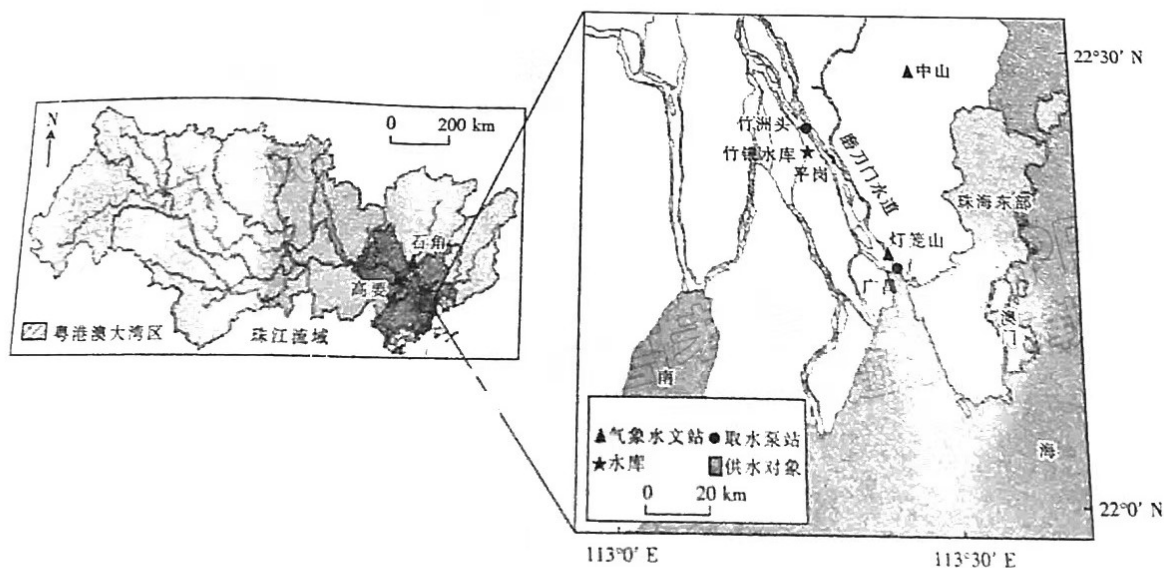 N
0 200 km
石角
高要
粤港澳大湾区
珠江流域
22°30′ N
中山
竹洲头
竹银水库
平岗
磨刀门水道
珠海东部
灯笼山
广昌
澳门
南
海
▲气象水文站 ●取水泵站
★水库 供水对象
0 20 km
22°0′ N
113°0′ E
113°30′ E